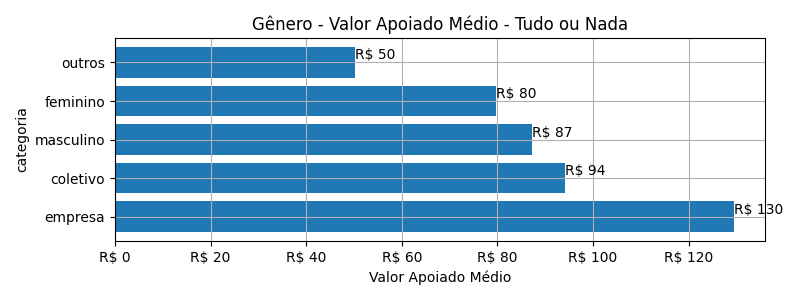 Gênero - Valor Apoiado Médio - Tudo ou Nada
categoria
outros
R$ 50
feminino
R$ 80
masculino
R$ 87
coletivo
R$ 94
empresa
R$ 130
R$ 0 R$ 20 R$ 40 R$ 60 R$ 80 R$ 100 R$ 120
Valor Apoiado Médio